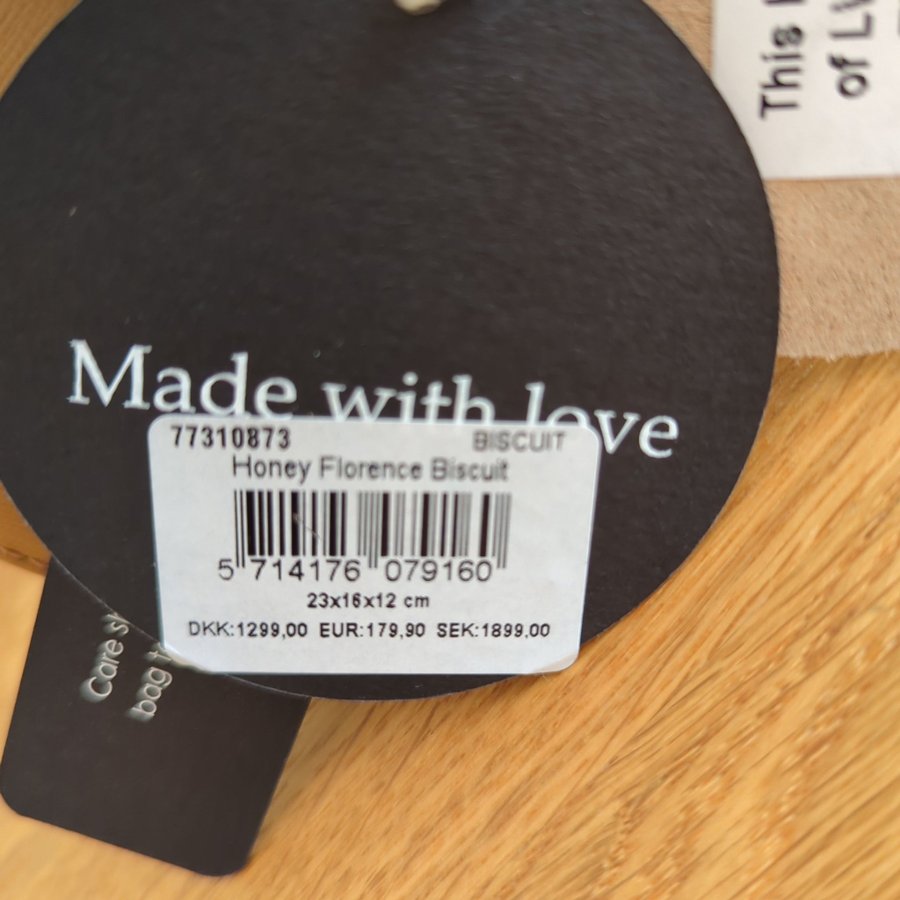 This
of LW
Made with love
77310873 BISCUIT
Honey Florence Biscuit
5 714176 079160
23x16x12 cm
DKK:1299,00 EUR:179,90 SEK:1899,00
Care
bag